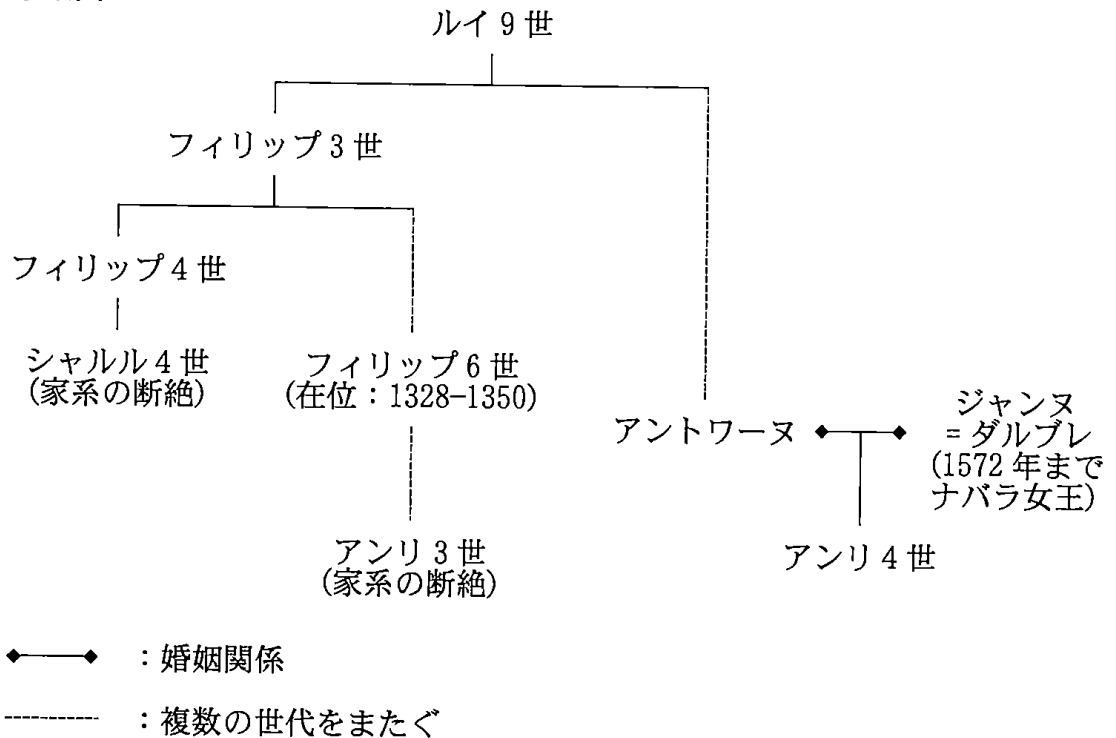 ルイ9世
フィリップ3世
フィリップ4世
シャルル4世
(家系の断絶)
フィリップ6世
(在位：1328-1350)
アントワーヌ
ジャンヌ
=ダルブレ
(1572年まで
ナバラ女王)
アンリ3世
(家系の断絶)
アンリ4世
：婚姻関係
：複数の世代をまたぐ